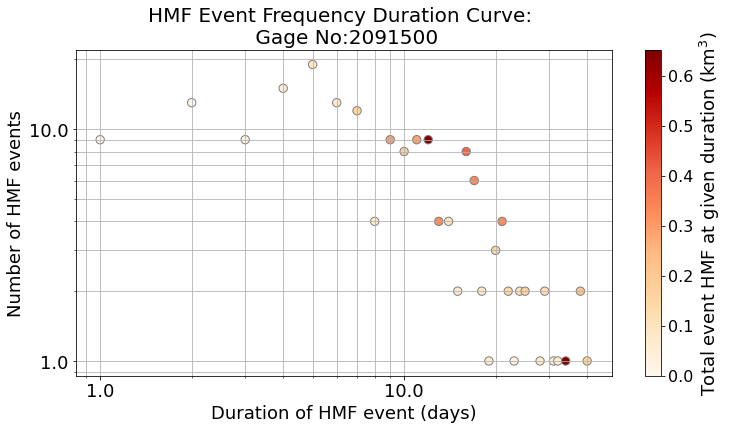 HMF Event Frequency Duration Curve:
Gage No:2091500
Number of HMF events
10.0
1.0
1.0
10.0
Duration of HMF event (days)
0.6
0.5
0.4
0.3
0.2
0.1
0.0
Total event HMF at given duration (km³)